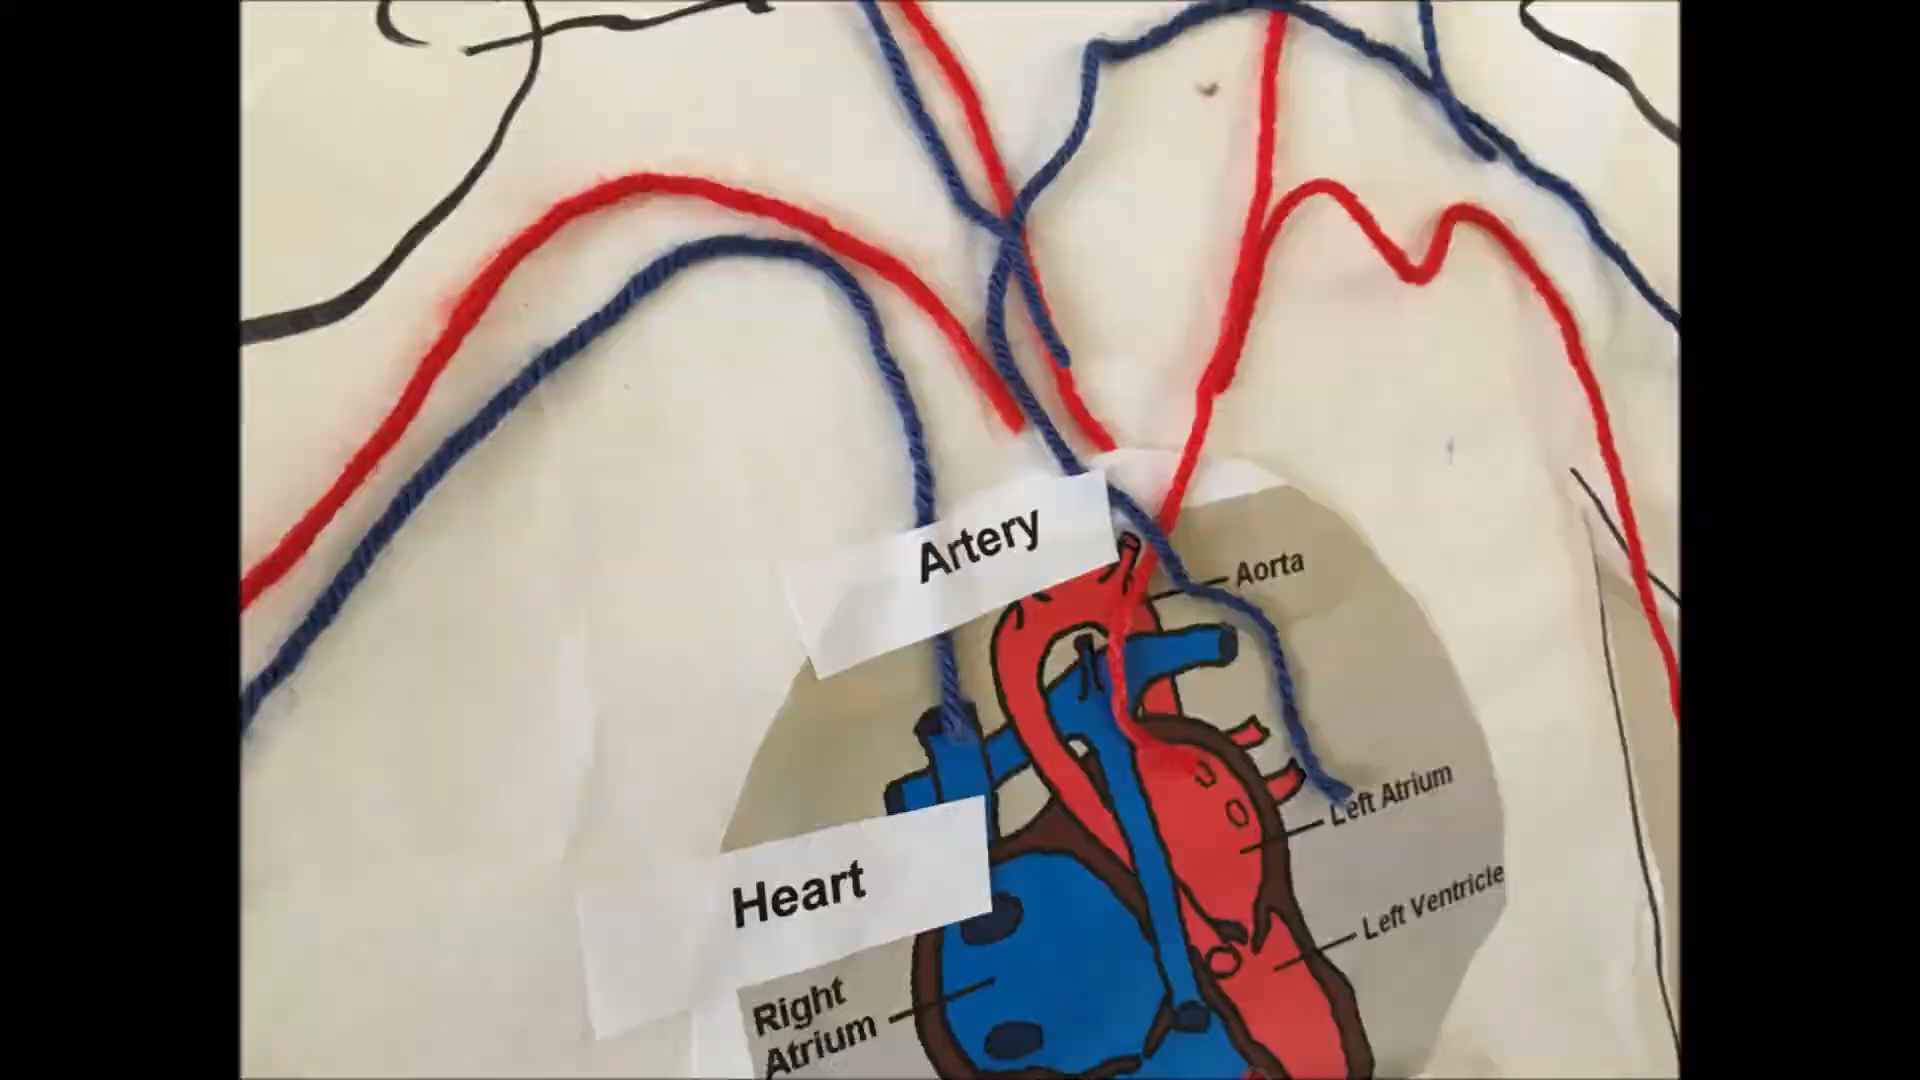 Artery
Aorta
Left Atrium
Heart
Left Ventricle
Right
Atrium